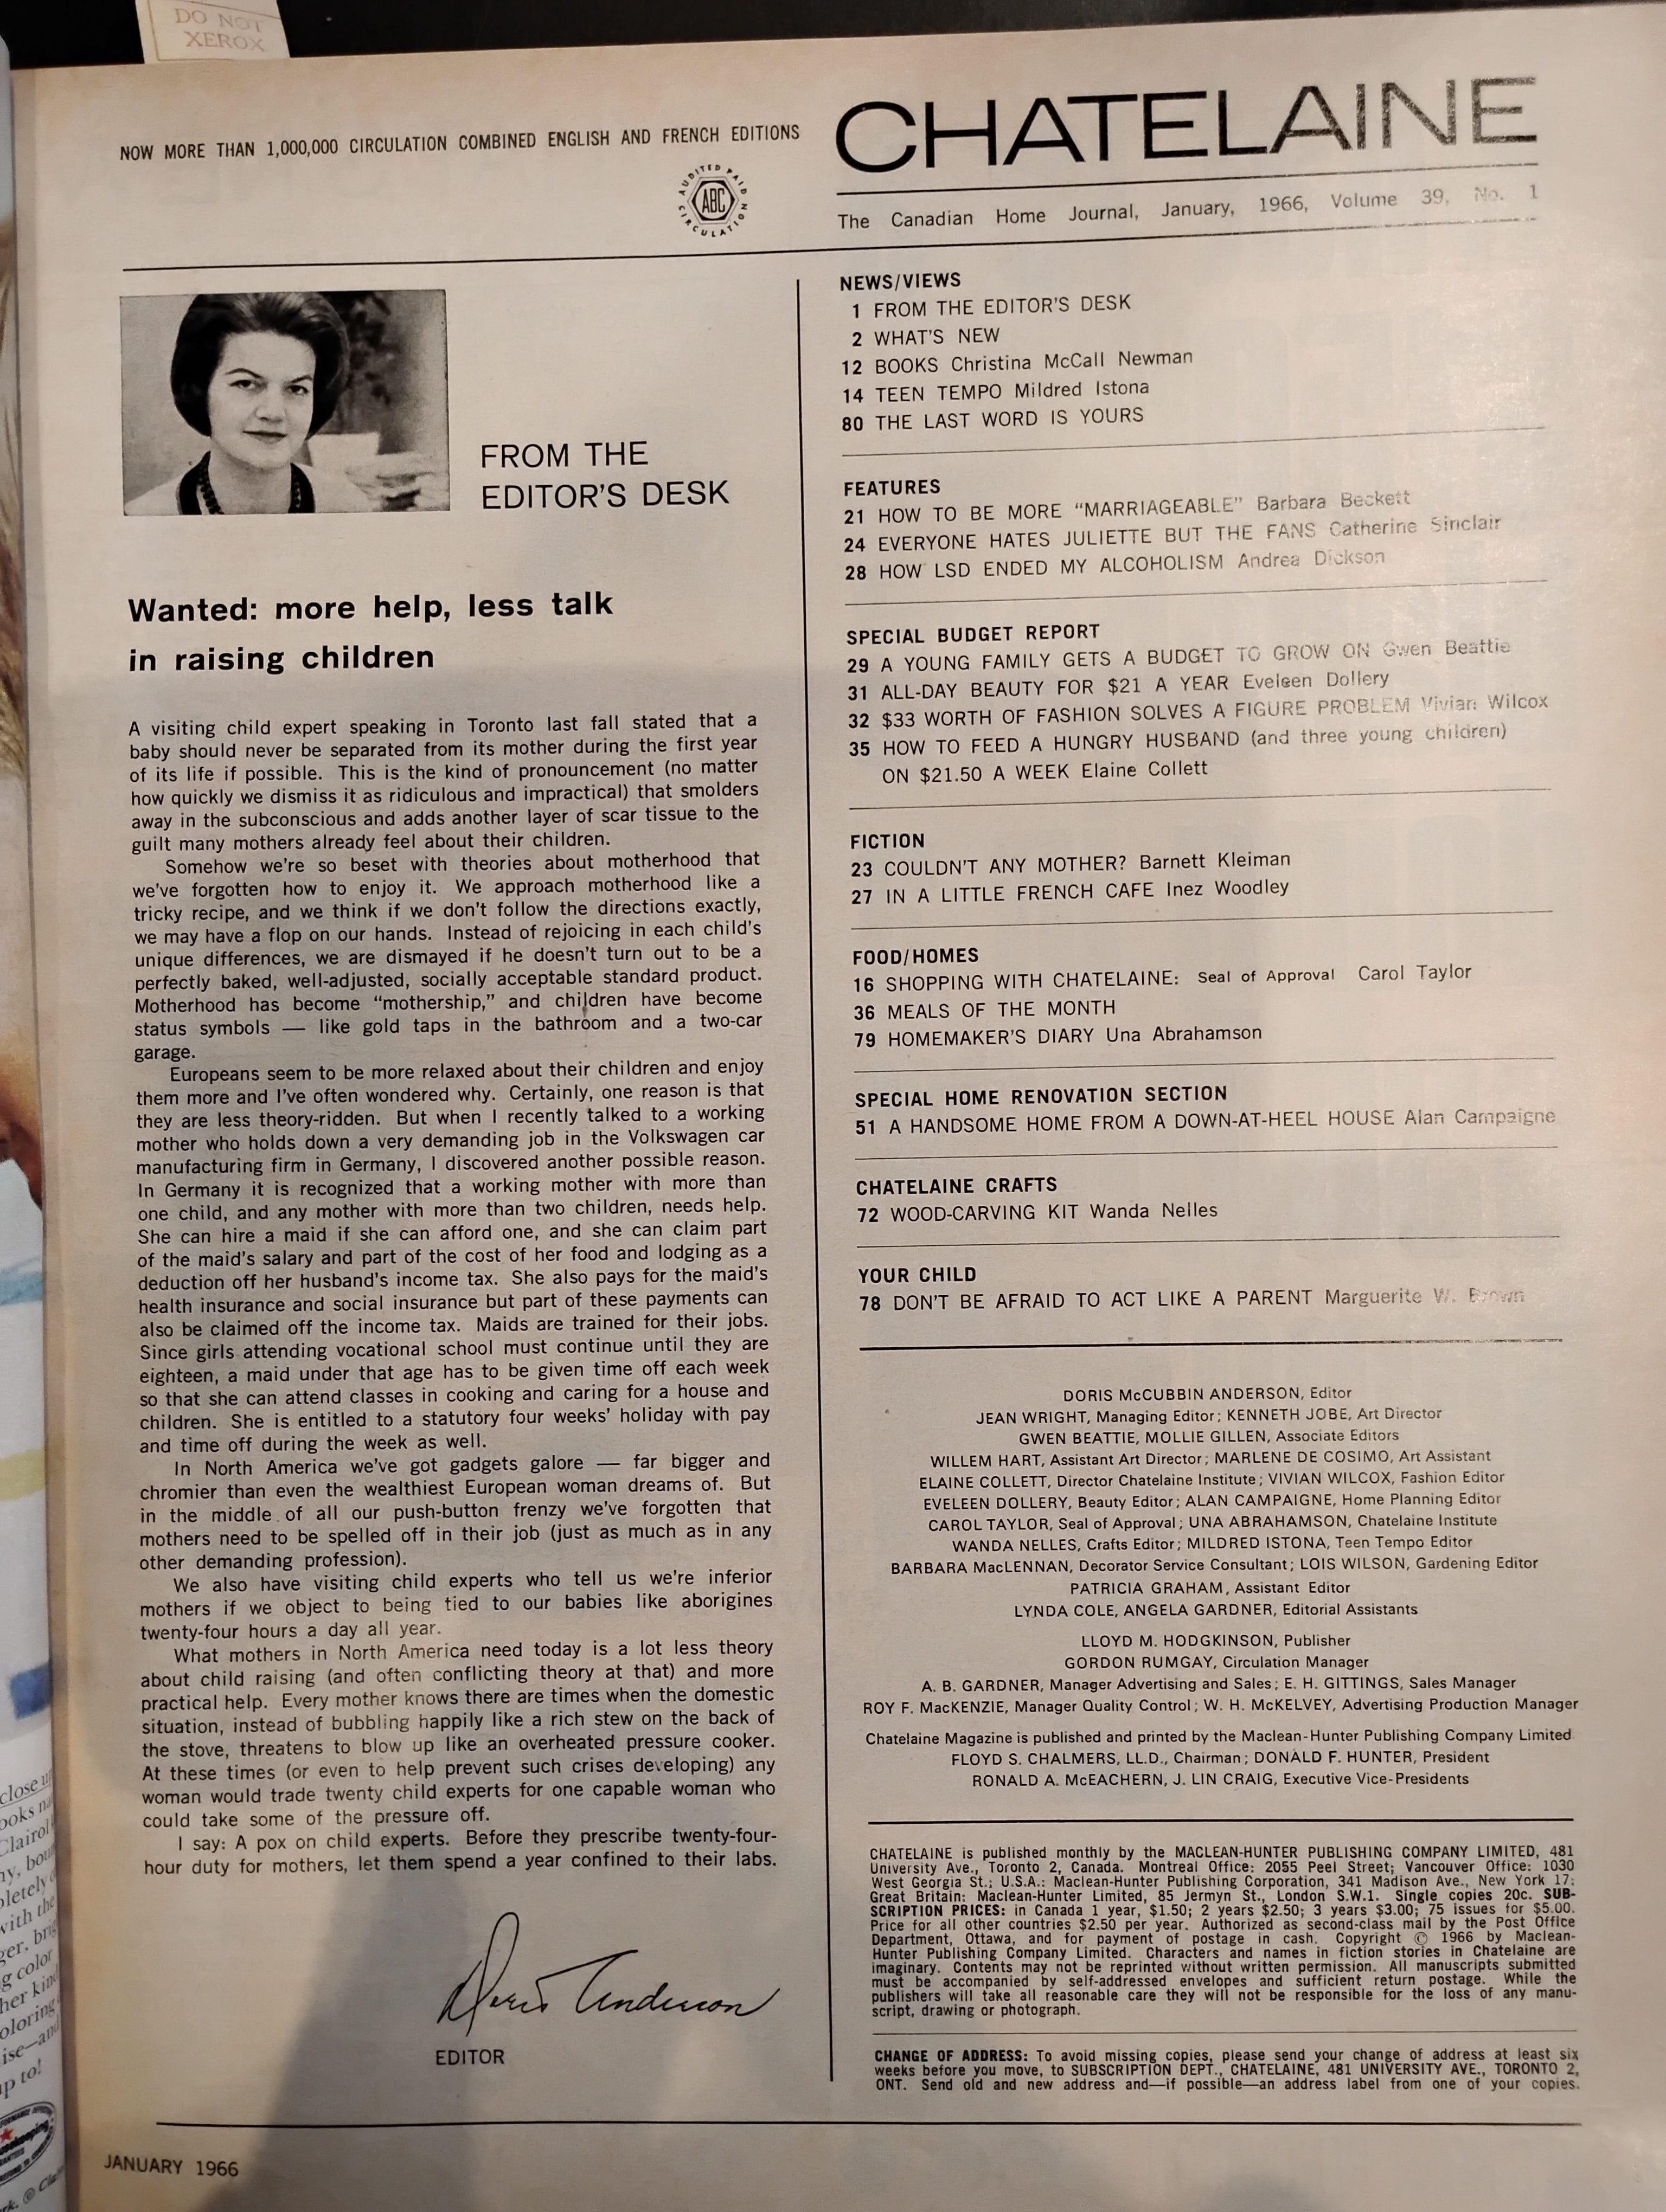 DO NOT
XEROX
NOW MORE THAN 1,000,000 CIRCULATION COMBINED ENGLISH AND FRENCH EDITIONS
AUDITED PAID CIRCULATION
ABC
CHATELAINE
The Canadian Home Journal, January, 1966, Volume 39, No. 1
FROM THE
EDITOR'S DESK
Wanted: more help, less talk
in raising children
A visiting child expert speaking in Toronto last fall stated that a
baby should never be separated from its mother during the first year
of its life if possible. This is the kind of pronouncement (no matter
how quickly we dismiss it as ridiculous and impractical) that smolders
away in the subconscious and adds another layer of scar tissue to the
guilt many mothers already feel about their children.
Somehow we're so beset with theories about motherhood that
we've forgotten how to enjoy it. We approach motherhood like a
tricky recipe, and we think if we don't follow the directions exactly,
we may have a flop on our hands. Instead of rejoicing in each child's
unique differences, we are dismayed if he doesn't turn out to be a
perfectly baked, well-adjusted, socially acceptable standard product.
Motherhood has become "mothership," and children have become
status symbols — like gold taps in the bathroom and a two-car
garage.
Europeans seem to be more relaxed about their children and enjoy
them more and I've often wondered why. Certainly, one reason is that
they are less theory-ridden. But when I recently talked to a working
mother who holds down a very demanding job in the Volkswagen car
manufacturing firm in Germany, I discovered another possible reason.
In Germany it is recognized that a working mother with more than
one child, and any mother with more than two children, needs help.
She can hire a maid if she can afford one, and she can claim part
of the maid's salary and part of the cost of her food and lodging as a
deduction off her husband's income tax. She also pays for the maid's
health insurance and social insurance but part of these payments can
also be claimed off the income tax. Maids are trained for their jobs.
Since girls attending vocational school must continue until they are
eighteen, a maid under that age has to be given time off each week
so that she can attend classes in cooking and caring for a house and
children. She is entitled to a statutory four weeks' holiday with pay
and time off during the week as well.
In North America we've got gadgets galore — far bigger and
chromier than even the wealthiest European woman dreams of. But
in the middle of all our push-button frenzy we've forgotten that
mothers need to be spelled off in their job (just as much as in any
other demanding profession).
We also have visiting child experts who tell us we're inferior
mothers if we object to being tied to our babies like aborigines
twenty-four hours a day all year.
What mothers in North America need today is a lot less theory
about child raising (and often conflicting theory at that) and more
practical help. Every mother knows there are times when the domestic
situation, instead of bubbling happily like a rich stew on the back of
the stove, threatens to blow up like an overheated pressure cooker.
At these times (or even to help prevent such crises developing) any
woman would trade twenty child experts for one capable woman who
could take some of the pressure off.
I say: A pox on child experts. Before they prescribe twenty-four-
hour duty for mothers, let them spend a year confined to their labs.
Doris Anderson
EDITOR
NEWS/VIEWS
1 FROM THE EDITOR'S DESK
2 WHAT'S NEW
12 BOOKS Christina McCall Newman
14 TEEN TEMPO Mildred Istona
80 THE LAST WORD IS YOURS
FEATURES
21 HOW TO BE MORE "MARRIAGEABLE" Barbara Beckett
24 EVERYONE HATES JULIETTE BUT THE FANS Catherine Sinclair
28 HOW LSD ENDED MY ALCOHOLISM Andrea Dickson
SPECIAL BUDGET REPORT
29 A YOUNG FAMILY GETS A BUDGET TO GROW ON Gwen Beattie
31 ALL-DAY BEAUTY FOR $21 A YEAR Eveleen Dollery
32 $33 WORTH OF FASHION SOLVES A FIGURE PROBLEM Vivian Wilcox
35 HOW TO FEED A HUNGRY HUSBAND (and three young children)
ON $21.50 A WEEK Elaine Collett
FICTION
23 COULDN'T ANY MOTHER? Barnett Kleiman
27 IN A LITTLE FRENCH CAFE Inez Woodley
FOOD/HOMES
16 SHOPPING WITH CHATELAINE: Seal of Approval Carol Taylor
36 MEALS OF THE MONTH
79 HOMEMAKER'S DIARY Una Abrahamson
SPECIAL HOME RENOVATION SECTION
51 A HANDSOME HOME FROM A DOWN-AT-HEEL HOUSE Alan Campaigne
CHATELAINE CRAFTS
72 WOOD-CARVING KIT Wanda Nelles
YOUR CHILD
78 DON'T BE AFRAID TO ACT LIKE A PARENT Marguerite W. Brown
DORIS McCUBBIN ANDERSON, Editor
JEAN WRIGHT, Managing Editor; KENNETH JOBE, Art Director
GWEN BEATTIE, MOLLIE GILLEN, Associate Editors
WILLEM HART, Assistant Art Director; MARLENE DE COSIMO, Art Assistant
ELAINE COLLETT, Director Chatelaine Institute; VIVIAN WILCOX, Fashion Editor
EVELEEN DOLLERY, Beauty Editor; ALAN CAMPAIGNE, Home Planning Editor
CAROL TAYLOR, Seal of Approval; UNA ABRAHAMSON, Chatelaine Institute
WANDA NELLES, Crafts Editor; MILDRED ISTONA, Teen Tempo Editor
BARBARA MacLENNAN, Decorator Service Consultant; LOIS WILSON, Gardening Editor
PATRICIA GRAHAM, Assistant Editor
LYNDA COLE, ANGELA GARDNER, Editorial Assistants
LLOYD M. HODGKINSON, Publisher
GORDON RUMGAY, Circulation Manager
A. B. GARDNER, Manager Advertising and Sales; E. H. GITTINGS, Sales Manager
ROY F. MacKENZIE, Manager Quality Control; W. H. McKELVEY, Advertising Production Manager
Chatelaine Magazine is published and printed by the Maclean-Hunter Publishing Company Limited
FLOYD S. CHALMERS, LL.D., Chairman; DONALD F. HUNTER, President
RONALD A. McEACHERN, J. LIN CRAIG, Executive Vice-Presidents
CHATELAINE is published monthly by the MACLEAN-HUNTER PUBLISHING COMPANY LIMITED, 481
University Ave., Toronto 2, Canada. Montreal Office: 2055 Peel Street; Vancouver Office: 1030
West Georgia St.; U.S.A.: Maclean-Hunter Publishing Corporation, 341 Madison Ave., New York 17;
Great Britain: Maclean-Hunter Limited, 85 Jermyn St., London S.W.1. Single copies 20c. SUB-
SCRIPTION PRICES: in Canada 1 year, $1.50; 2 years $2.50; 3 years $3.00; 75 issues for $5.00.
Price for all other countries $2.50 per year. Authorized as second-class mail by the Post Office
Department, Ottawa, and for payment of postage in cash. Copyright © 1966 by Maclean-
Hunter Publishing Company Limited. Characters and names in fiction stories in Chatelaine are
imaginary. Contents may not be reprinted without written permission. All manuscripts submitted
must be accompanied by self-addressed envelopes and sufficient return postage. While the
publishers will take all reasonable care they will not be responsible for the loss of any manu-
script, drawing or photograph.
CHANGE OF ADDRESS: To avoid missing copies, please send your change of address at least six
weeks before you move, to SUBSCRIPTION DEPT., CHATELAINE, 481 UNIVERSITY AVE., TORONTO 2,
ONT. Send old and new address and—if possible—an address label from one of your copies.
JANUARY 1966